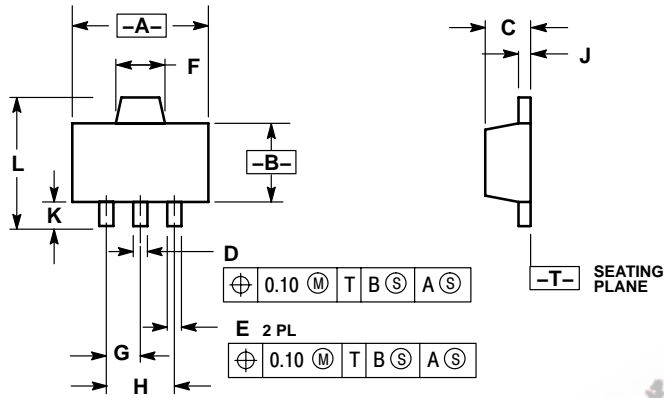 –A–
C
F
J
L
–B–
K
D
–T– SEATING PLANE
⌖ 0.10 Ⓜ T B Ⓢ A Ⓢ
E 2 PL
G
⌖ 0.10 Ⓜ T B Ⓢ A Ⓢ
H